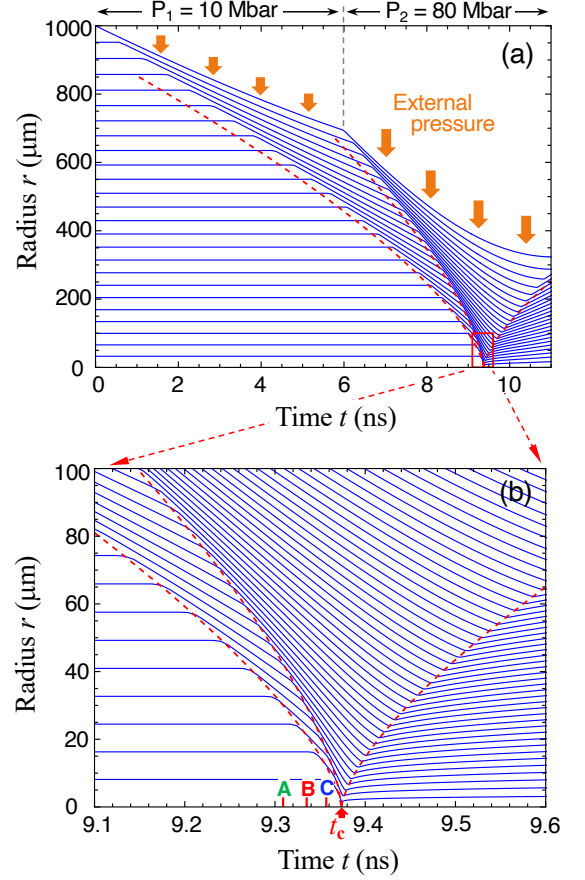 P₁ = 10 Mbar P₂ = 80 Mbar
1000
(a)
800
External
pressure
600
Radius r (μm)
400
200
0
0 2 4 6 8 10
Time t (ns)
100
(b)
80
60
Radius r (μm)
40
20
A B C
0
t_c
9.1 9.2 9.3 9.4 9.5 9.6
Time t (ns)